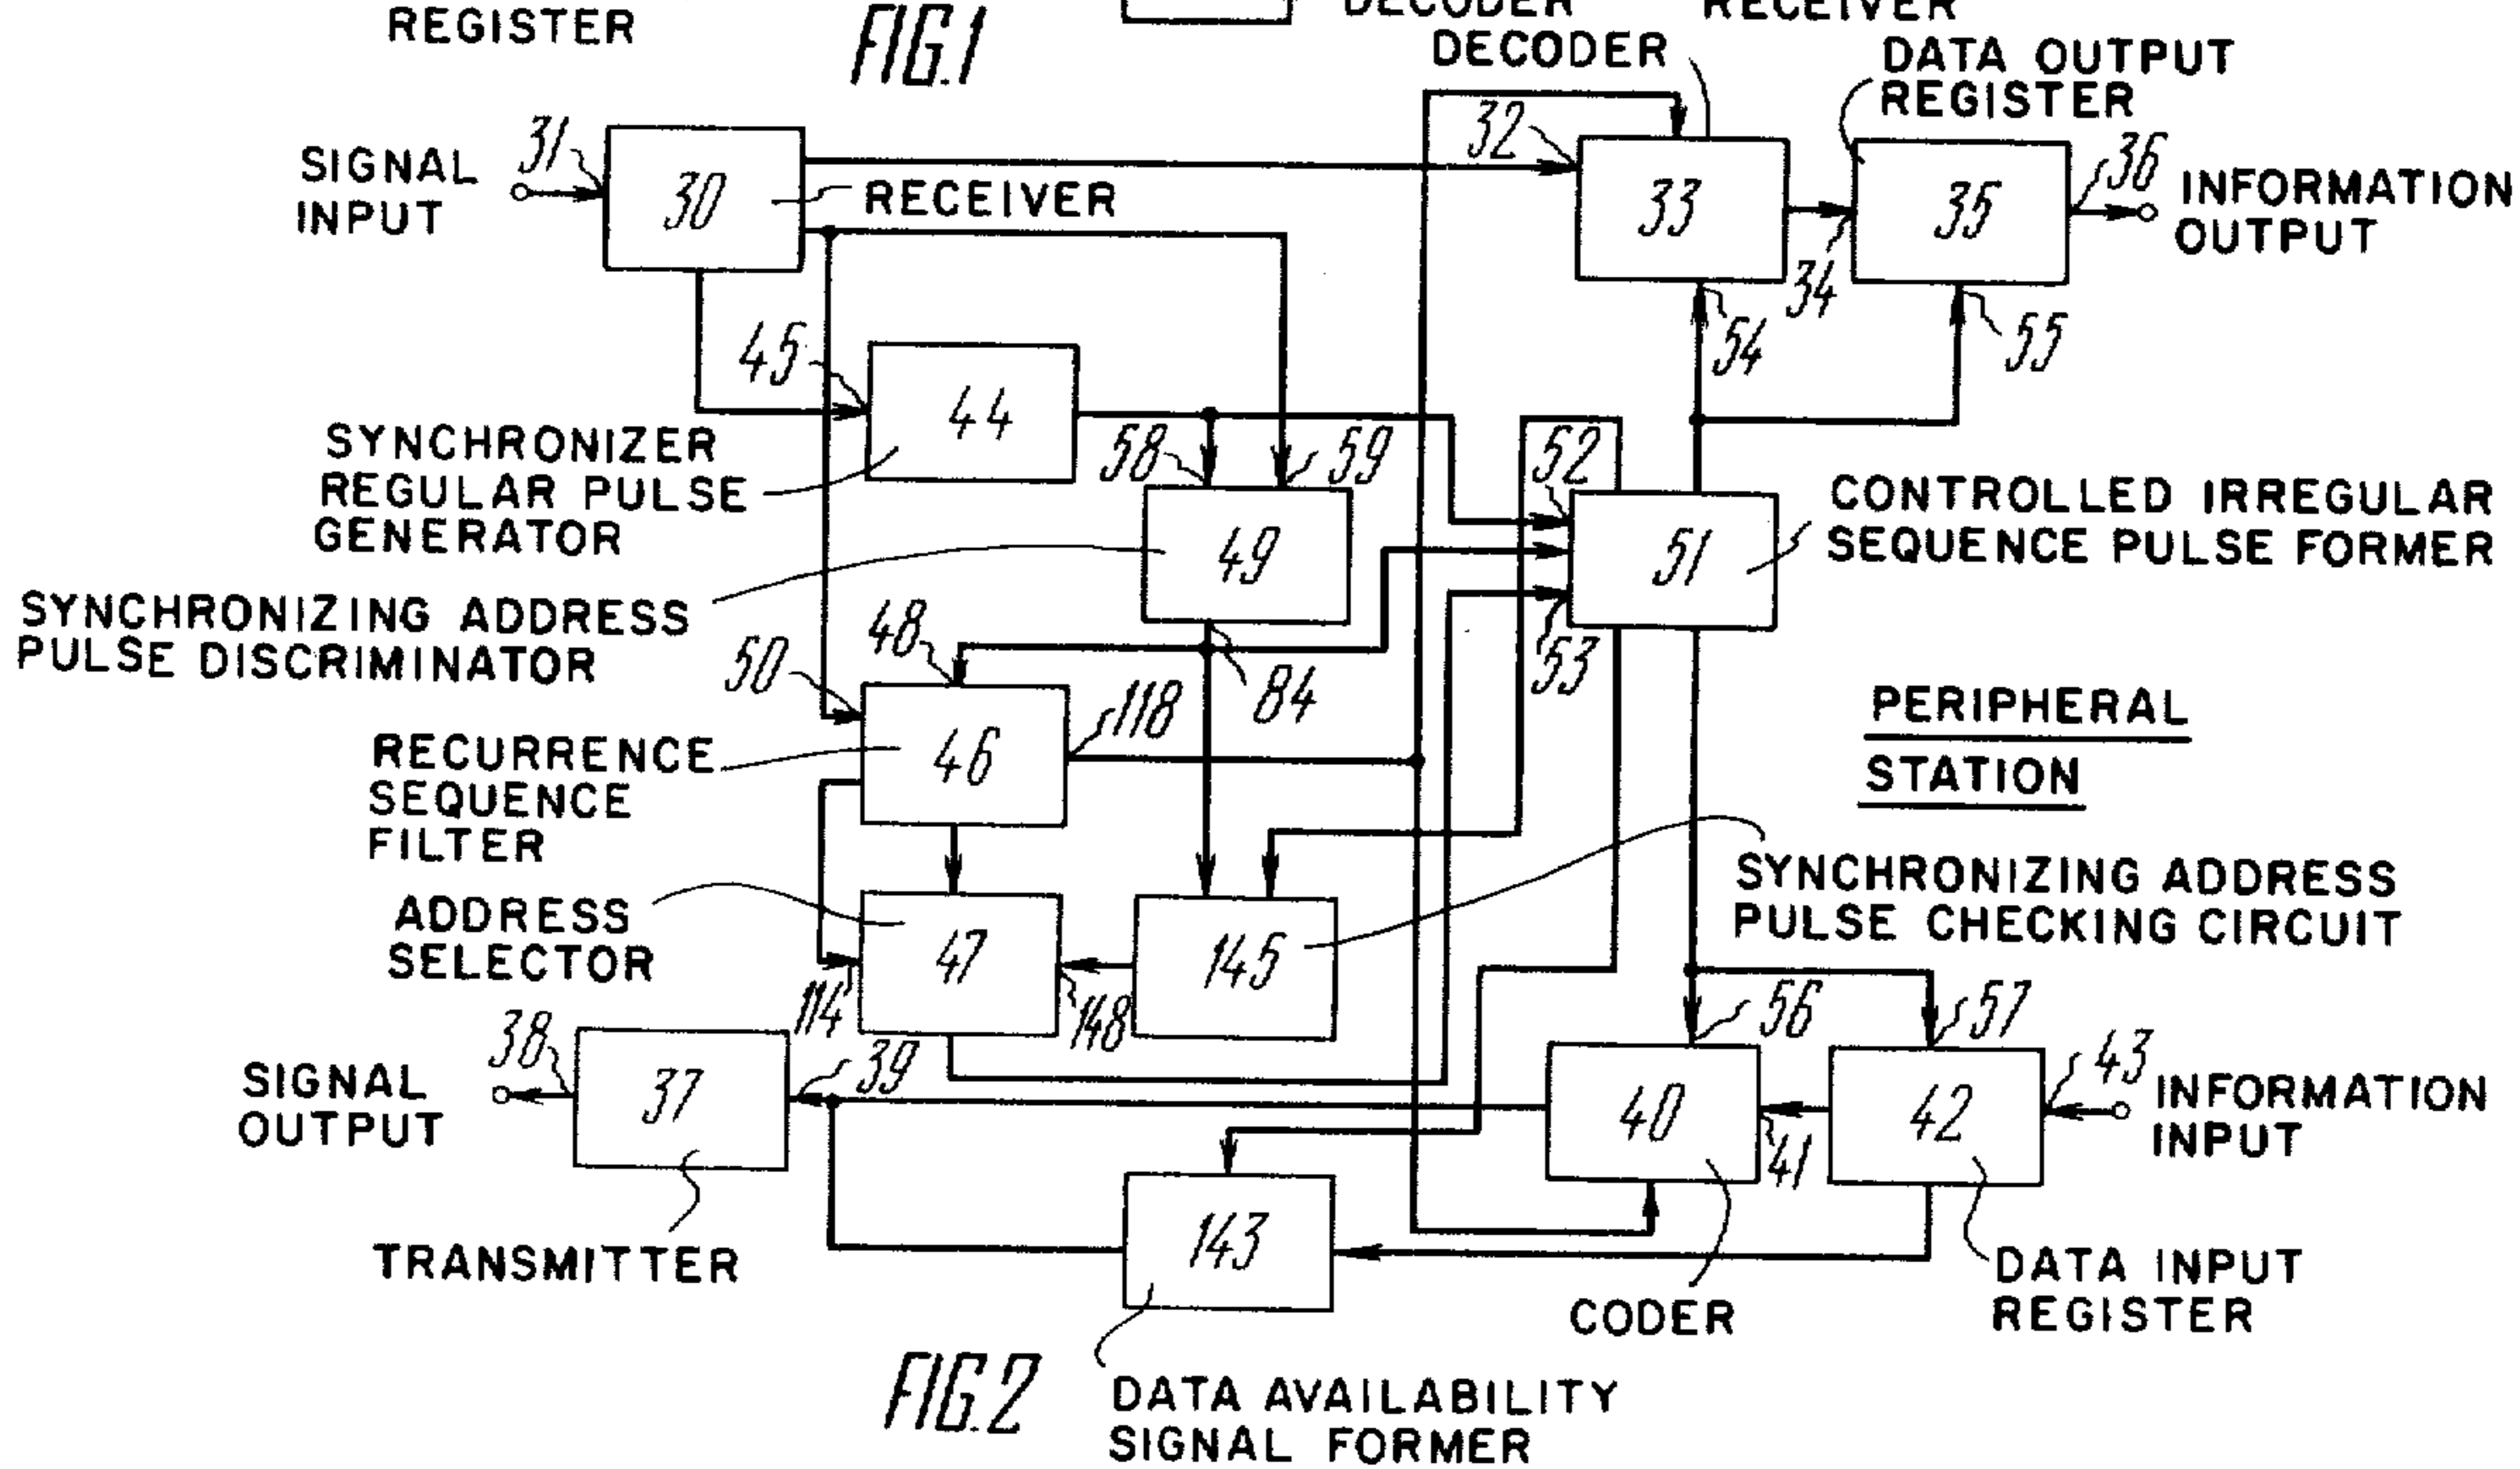 REGISTER
FIG.1
DECODER
RECEIVER
DECODER
DATA OUTPUT
REGISTER
SIGNAL
INPUT
31
30
RECEIVER
32
33
34
35
36
INFORMATION
OUTPUT
54
55
45
44
SYNCHRONIZER
REGULAR PULSE
GENERATOR
58
59
52
49
51
CONTROLLED IRREGULAR
SEQUENCE PULSE FORMER
SYNCHRONIZING ADDRESS
PULSE DISCRIMINATOR
50
48
84
53
118
46
RECURRENCE
SEQUENCE
FILTER
PERIPHERAL
STATION
ADDRESS
SELECTOR
47
145
114
148
SYNCHRONIZING ADDRESS
PULSE CHECKING CIRCUIT
56
57
SIGNAL
OUTPUT
38
37
39
40
41
42
43
INFORMATION
INPUT
TRANSMITTER
143
CODER
DATA INPUT
REGISTER
FIG.2
DATA AVAILABILITY
SIGNAL FORMER